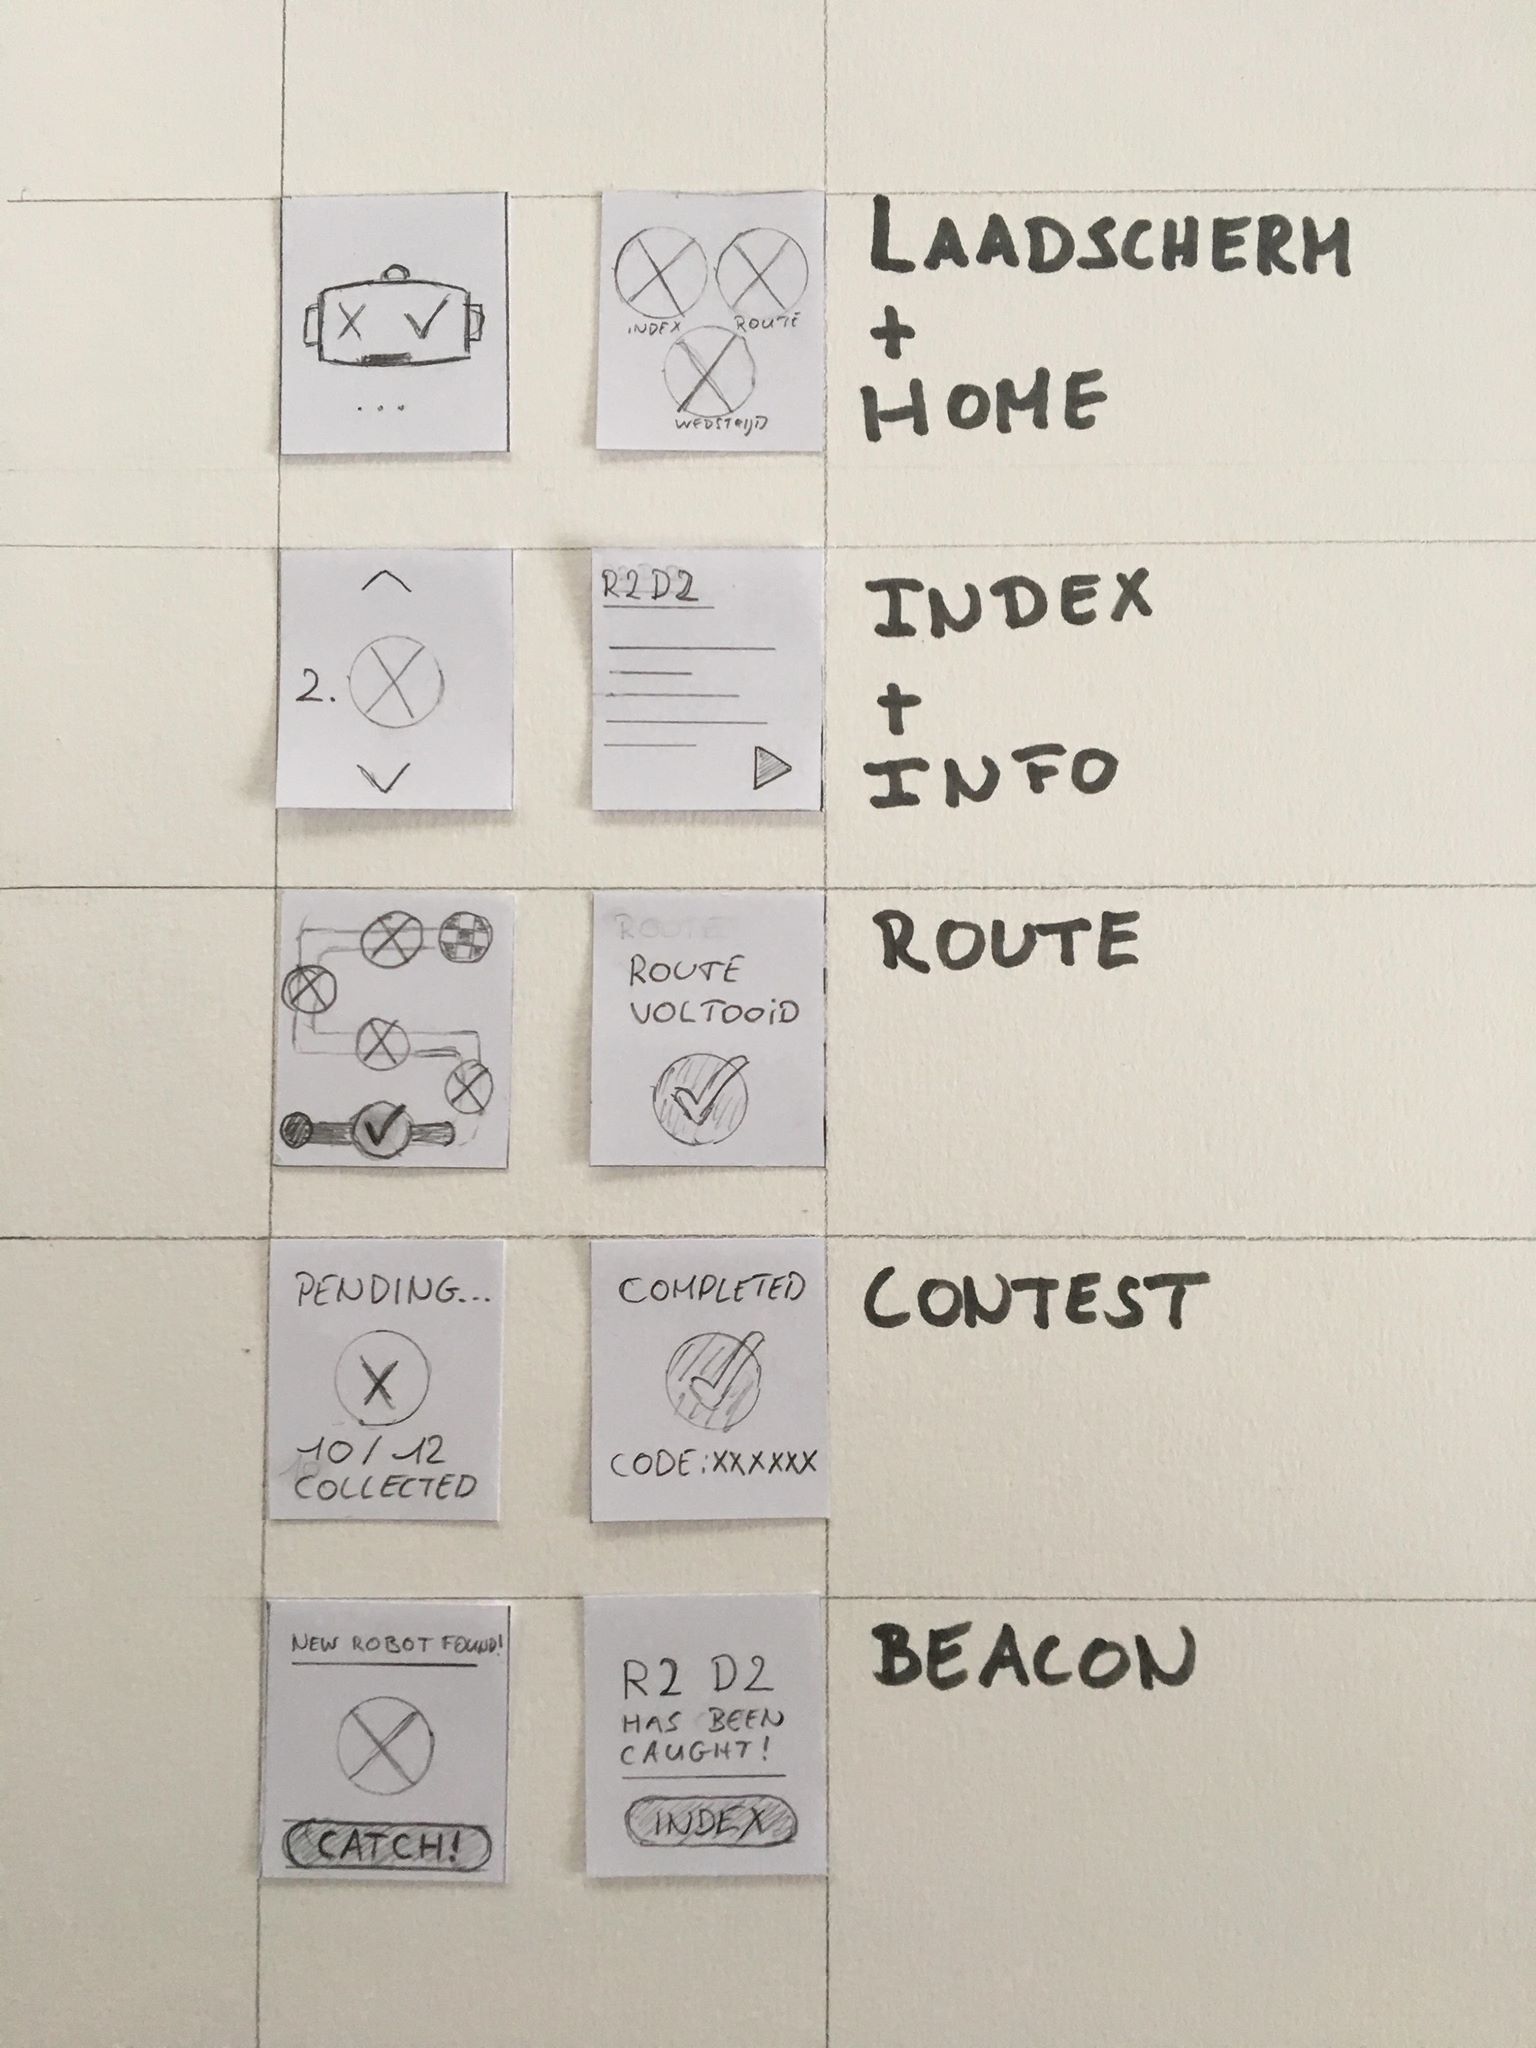 LAADSCHERM
+
HOME
INDEX
ROUTE
WEDSTRIJD
...
INDEX
+
INFO
2.
R2D2
ROUTE
ROUTE
ROUTE
VOLTOOiD
CONTEST
PENDING...
X
10/12
COLLECTED
COMPLETED
CODE:XXXXXX
BEACON
NEW ROBOT FOUND!
CATCH!
R2 D2
HAS BEEN
CAUGHT!
INDEX